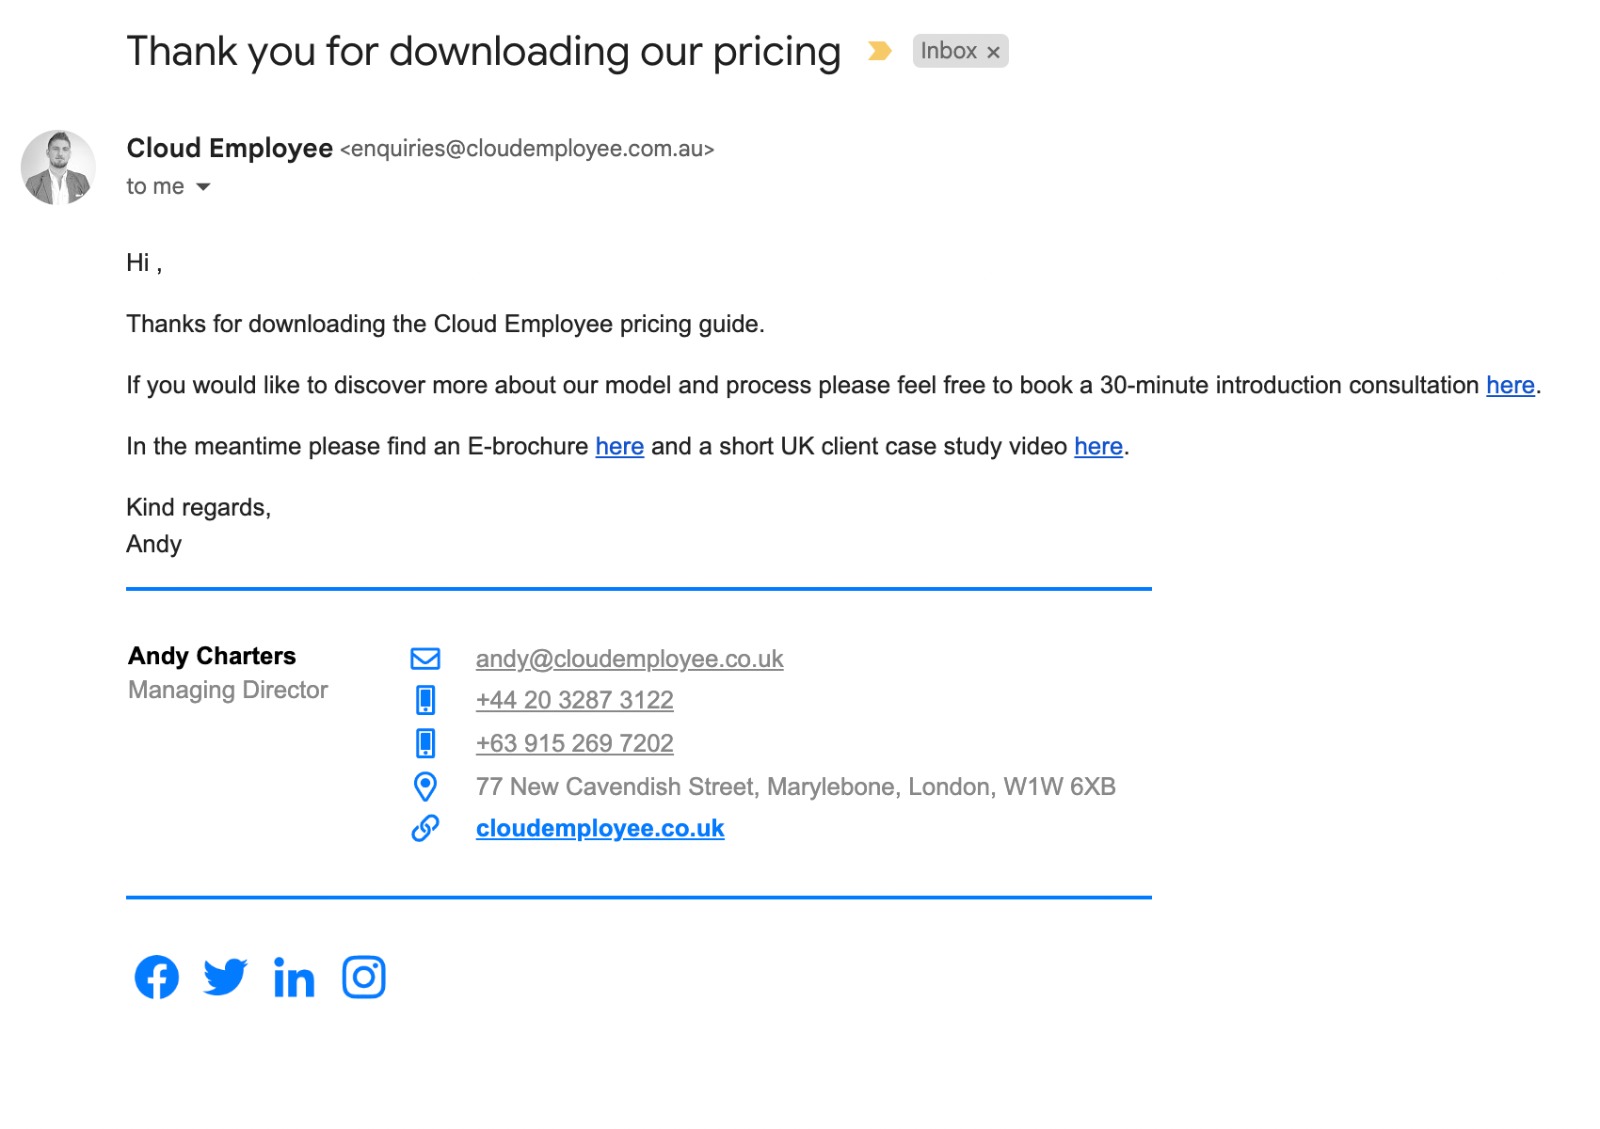 Thank you for downloading our pricing
Inbox ×
Cloud Employee <enquiries@cloudemployee.com.au>
to me
Hi ,
Thanks for downloading the Cloud Employee pricing guide.
If you would like to discover more about our model and process please feel free to book a 30-minute introduction consultation here.
In the meantime please find an E-brochure here and a short UK client case study video here.
Kind regards,
Andy
Andy Charters
Managing Director
andy@cloudemployee.co.uk
+44 20 3287 3122
+63 915 269 7202
77 New Cavendish Street, Marylebone, London, W1W 6XB
cloudemployee.co.uk